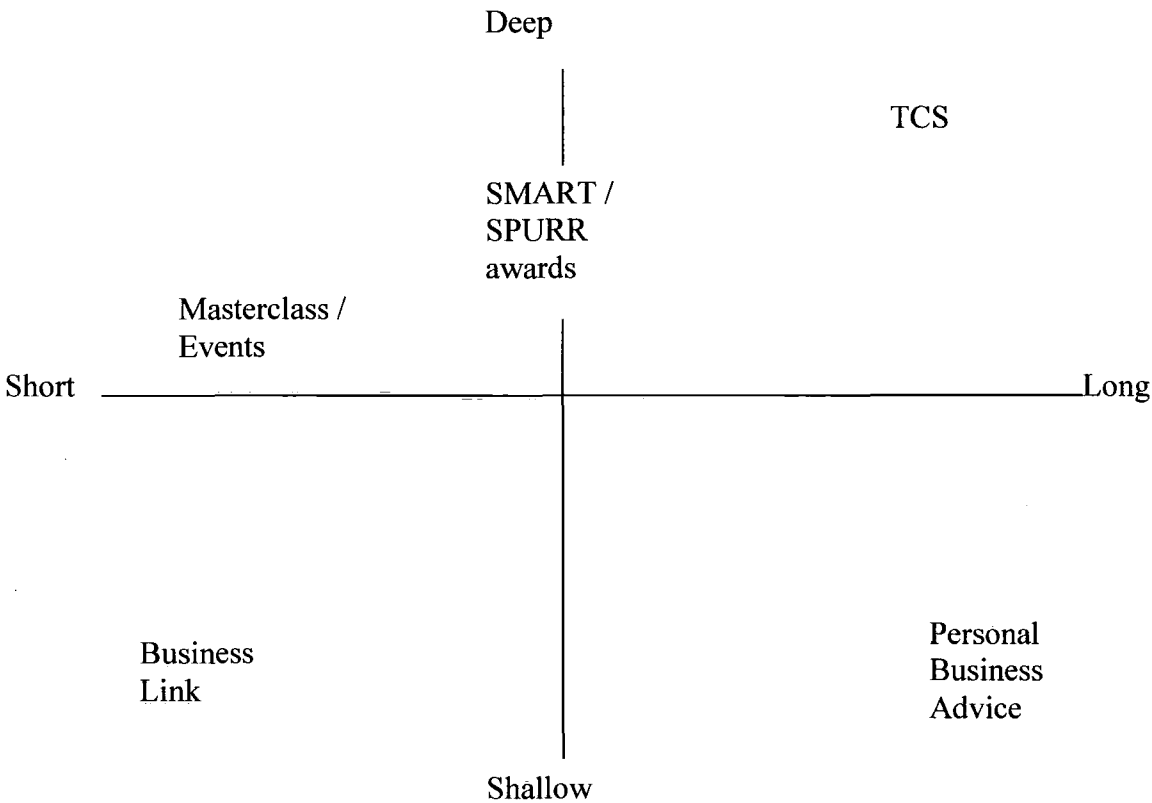 Deep
TCS
SMART /
SPURR
awards
Masterclass /
Events
Short
Long
Business
Link
Personal
Business
Advice
Shallow